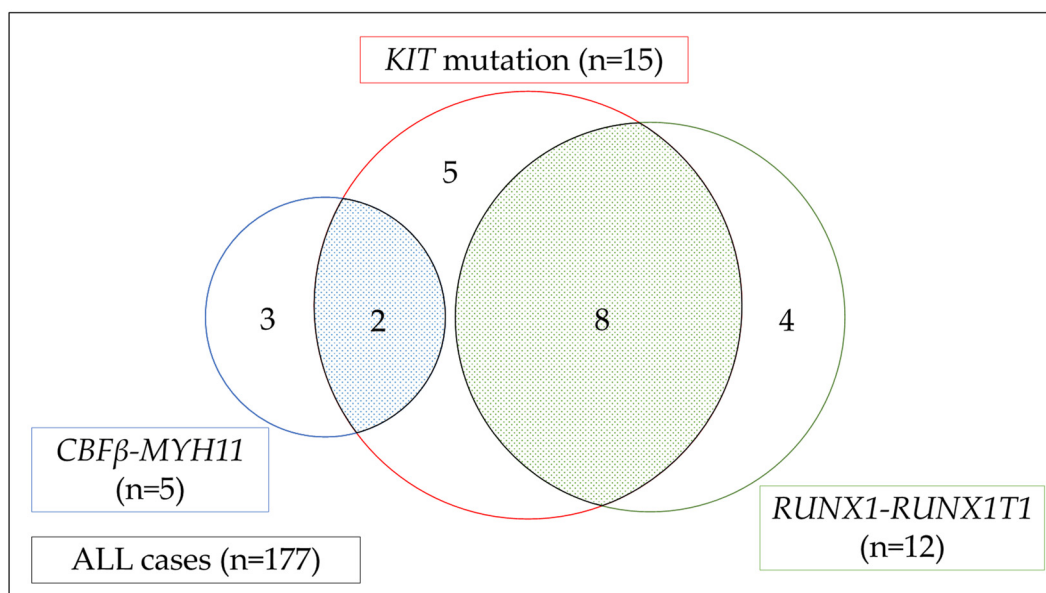 KIT mutation (n=15)
5
3
2
8
4
CBFβ-MYH11
(n=5)
RUNX1-RUNX1T1
(n=12)
ALL cases (n=177)